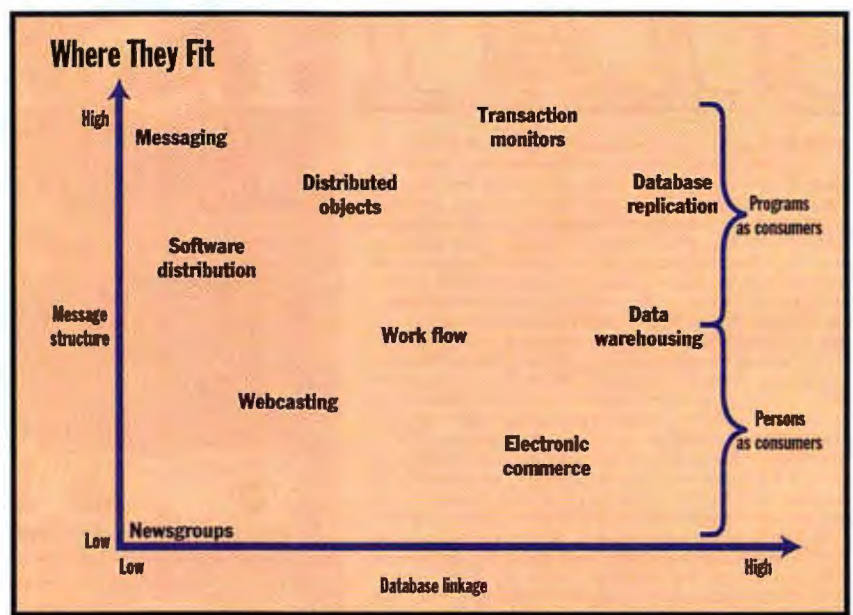 Where They Fit
High
Messaging
Transaction
monitors
Distributed
objects
Database
replication
Programs
as consumers
Software
distribution
Message
structure
Work flow
Data
warehousing
Webcasting
Electronic
commerce
Persons
as consumers
Low
Newsgroups
Low
High
Database linkage